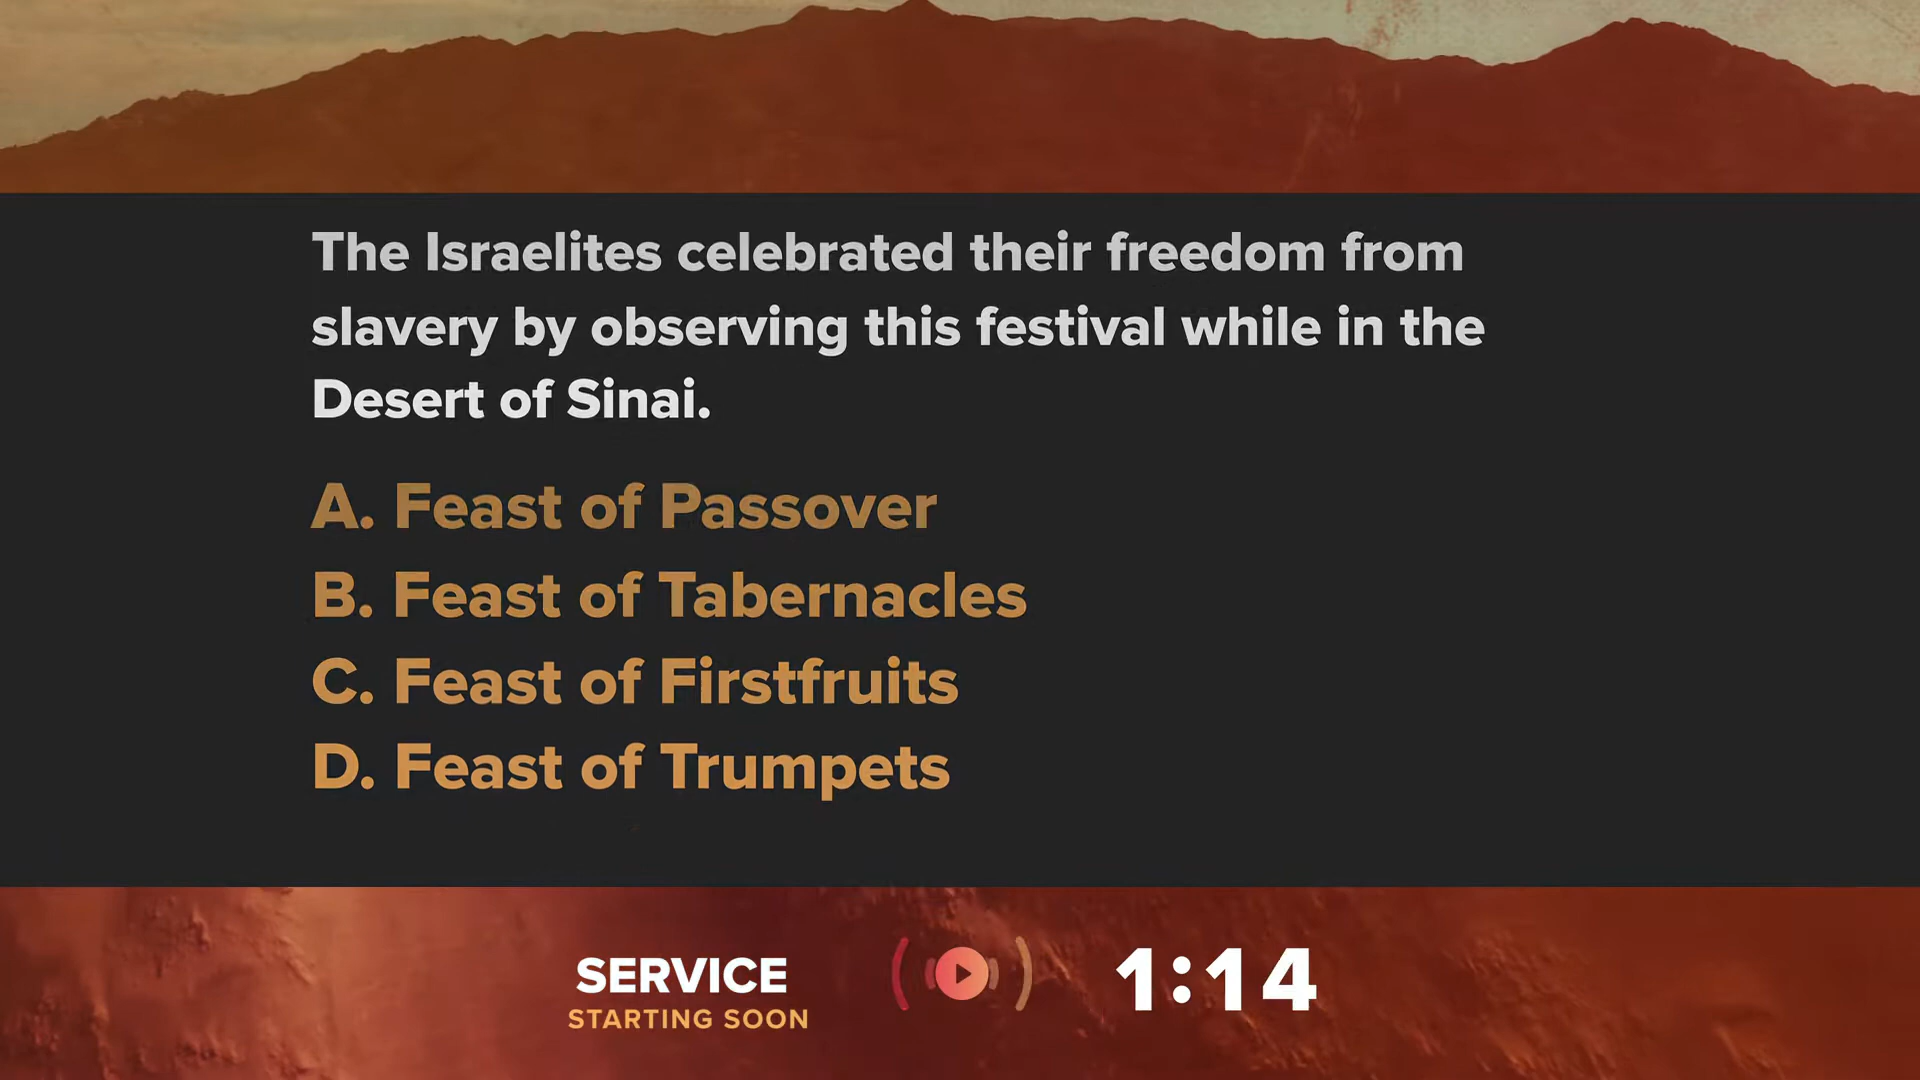 The Israelites celebrated their freedom from
slavery by observing this festival while in the
Desert of Sinai.
A. Feast of Passover
B. Feast of Tabernacles
C. Feast of Firstfruits
D. Feast of Trumpets
SERVICE
STARTING SOON
1:14